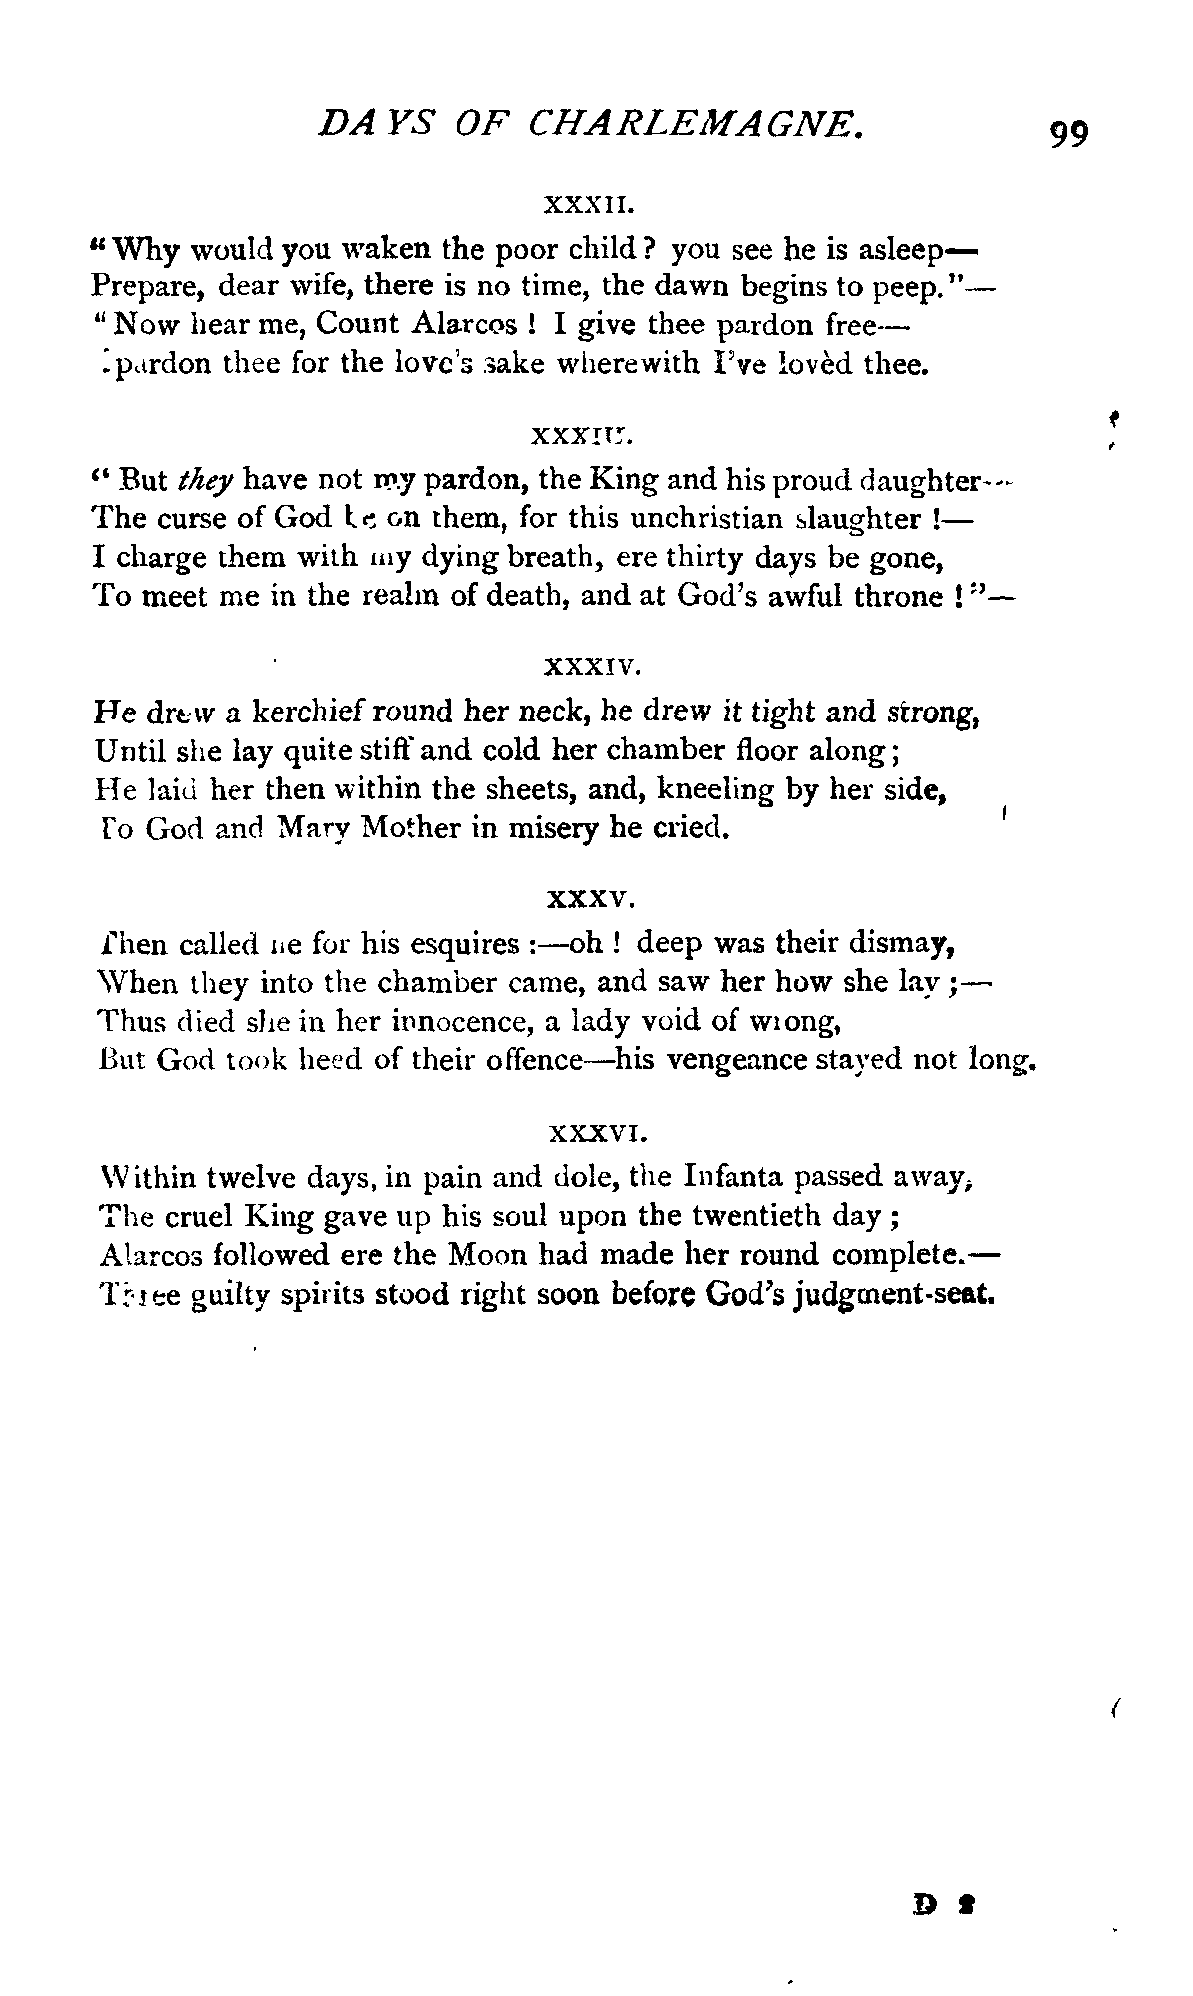 DAYS OF CHARLEMAGNE. 99
XXXII.
“Why would you waken the poor child? you see he is asleep—
Prepare, dear wife, there is no time, the dawn begins to peep.”—
“Now hear me, Count Alarcos! I give thee pardon free—
I pardon thee for the love's sake wherewith I've lovèd thee.
XXXIII.
“But they have not my pardon, the King and his proud daughter—
The curse of God be on them, for this unchristian slaughter!—
I charge them with my dying breath, ere thirty days be gone,
To meet me in the realm of death, and at God's awful throne!”—
XXXIV.
He drew a kerchief round her neck, he drew it tight and strong,
Until she lay quite stiff and cold her chamber floor along;
He laid her then within the sheets, and, kneeling by her side,
To God and Mary Mother in misery he cried.
XXXV.
Then called he for his esquires:—oh! deep was their dismay,
When they into the chamber came, and saw her how she lay;—
Thus died she in her innocence, a lady void of wrong,
But God took heed of their offence—his vengeance stayed not long.
XXXVI.
Within twelve days, in pain and dole, the Infanta passed away,
The cruel King gave up his soul upon the twentieth day;
Alarcos followed ere the Moon had made her round complete.—
Three guilty spirits stood right soon before God's judgment-seat.
D 2